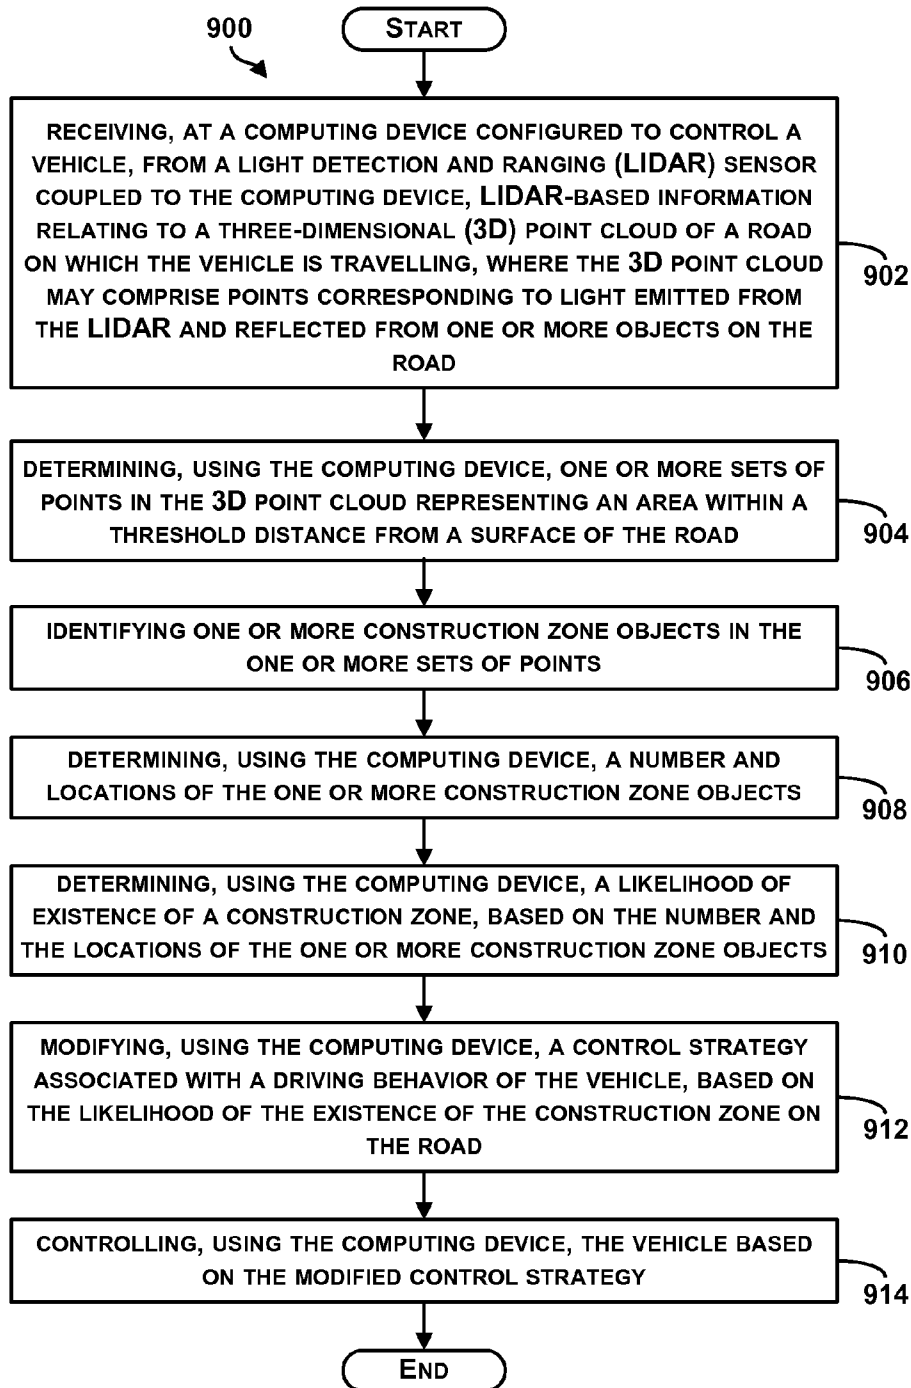 900
START
RECEIVING, AT A COMPUTING DEVICE CONFIGURED TO CONTROL A
VEHICLE, FROM A LIGHT DETECTION AND RANGING (LIDAR) SENSOR
COUPLED TO THE COMPUTING DEVICE, LIDAR-BASED INFORMATION
RELATING TO A THREE-DIMENSIONAL (3D) POINT CLOUD OF A ROAD
ON WHICH THE VEHICLE IS TRAVELLING, WHERE THE 3D POINT CLOUD
MAY COMPRISE POINTS CORRESPONDING TO LIGHT EMITTED FROM
THE LIDAR AND REFLECTED FROM ONE OR MORE OBJECTS ON THE
ROAD
902
DETERMINING, USING THE COMPUTING DEVICE, ONE OR MORE SETS OF
POINTS IN THE 3D POINT CLOUD REPRESENTING AN AREA WITHIN A
THRESHOLD DISTANCE FROM A SURFACE OF THE ROAD
904
IDENTIFYING ONE OR MORE CONSTRUCTION ZONE OBJECTS IN THE
ONE OR MORE SETS OF POINTS
906
DETERMINING, USING THE COMPUTING DEVICE, A NUMBER AND
LOCATIONS OF THE ONE OR MORE CONSTRUCTION ZONE OBJECTS
908
DETERMINING, USING THE COMPUTING DEVICE, A LIKELIHOOD OF
EXISTENCE OF A CONSTRUCTION ZONE, BASED ON THE NUMBER AND
THE LOCATIONS OF THE ONE OR MORE CONSTRUCTION ZONE OBJECTS
910
MODIFYING, USING THE COMPUTING DEVICE, A CONTROL STRATEGY
ASSOCIATED WITH A DRIVING BEHAVIOR OF THE VEHICLE, BASED ON
THE LIKELIHOOD OF THE EXISTENCE OF THE CONSTRUCTION ZONE ON
THE ROAD
912
CONTROLLING, USING THE COMPUTING DEVICE, THE VEHICLE BASED
ON THE MODIFIED CONTROL STRATEGY
914
END